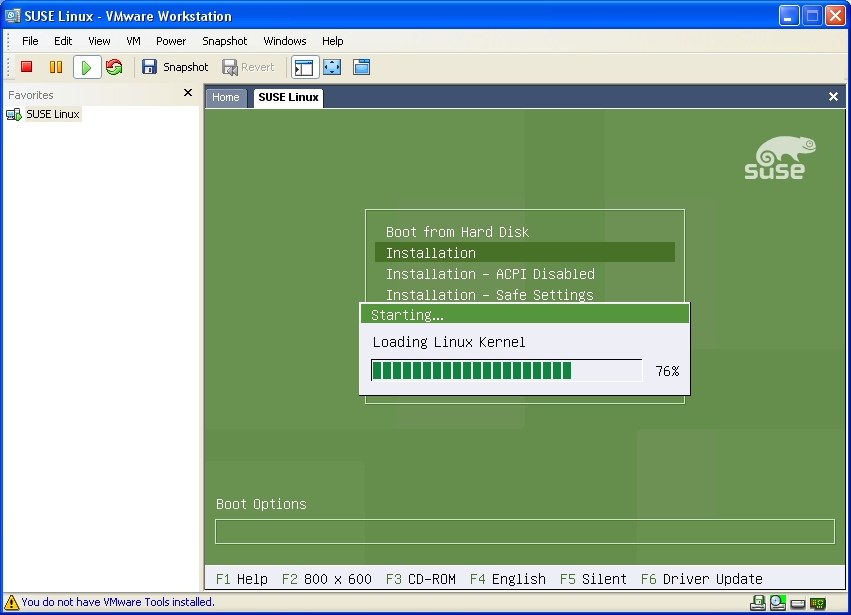 SUSE Linux - VMware Workstation
File Edit View VM Power Snapshot Windows Help
Snapshot Revert
Favorites
SUSE Linux
Home SUSE Linux
suse
Boot from Hard Disk
Installation
Installation - ACPI Disabled
Installation - Safe Settings
Starting...
Loading Linux Kernel
76%
Boot Options
F1 Help F2 800 x 600 F3 CD-ROM F4 English F5 Silent F6 Driver Update
You do not have VMware Tools installed.